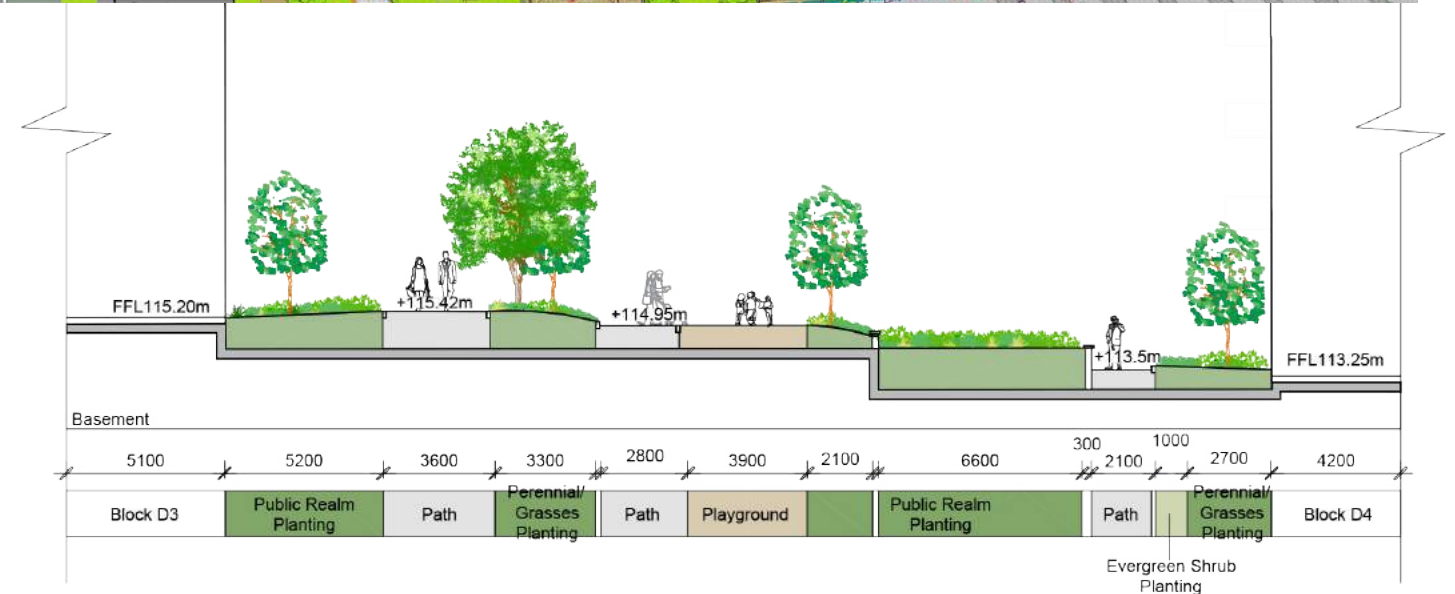 FFL115.20m
+115.42m
+114.95m
+113.5m
FFL113.25m
Basement
5100
5200
3600
3300
2800
3900
2100
6600
300
2100
1000
2700
4200
Block D3
Public Realm
Planting
Path
Perennial/
Grasses
Planting
Path
Playground
Public Realm
Planting
Path
Perennial/
Grasses
Planting
Block D4
Evergreen Shrub
Planting